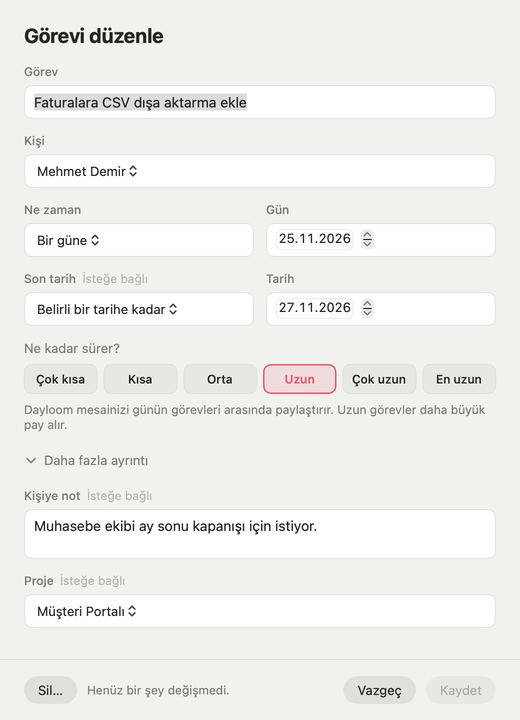 Görevi düzenle
Görev
Faturalara CSV dışa aktarma ekle
Kişi
Mehmet Demir
Ne zaman
Gün
Bir güne
25.11.2026
Son tarih İsteğe bağlı
Tarih
Belirli bir tarihe kadar
27.11.2026
Ne kadar sürer?
Çok kısa
Kısa
Orta
Uzun
Çok uzun
En uzun
Dayloom mesainizi günün görevleri arasında paylaştırır. Uzun görevler daha büyük
pay alır.
Daha fazla ayrıntı
Kişiye not İsteğe bağlı
Muhasebe ekibi ay sonu kapanışı için istiyor.
Proje İsteğe bağlı
Müşteri Portalı
Sil...
Henüz bir şey değişmedi.
Vazgeç
Kaydet